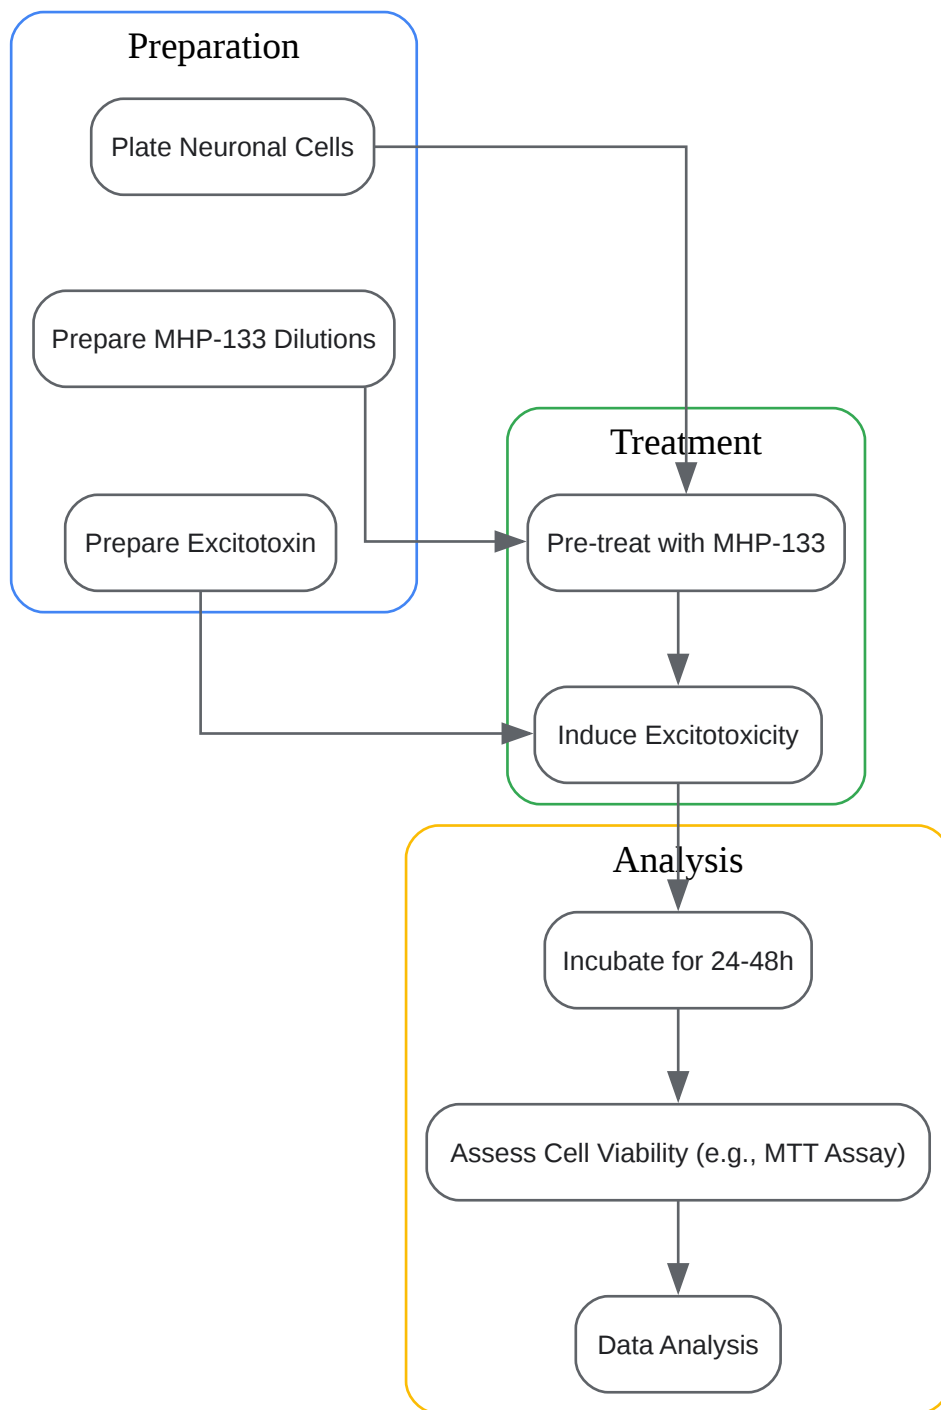 Preparation
Plate Neuronal Cells
Prepare MHP-133 Dilutions
Prepare Excitotoxin
Treatment
Pre-treat with MHP-133
Induce Excitotoxicity
Analysis
Incubate for 24-48h
Assess Cell Viability (e.g., MTT Assay)
Data Analysis